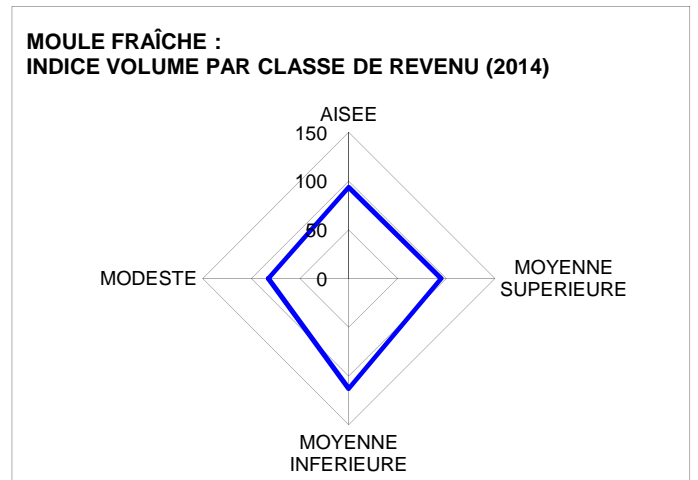 MOULE FRAÎCHE :
INDICE VOLUME PAR CLASSE DE REVENU (2014)
AISEE
150
100
50
0
MODESTE
MOYENNE
SUPERIEURE
MOYENNE
INFERIEURE